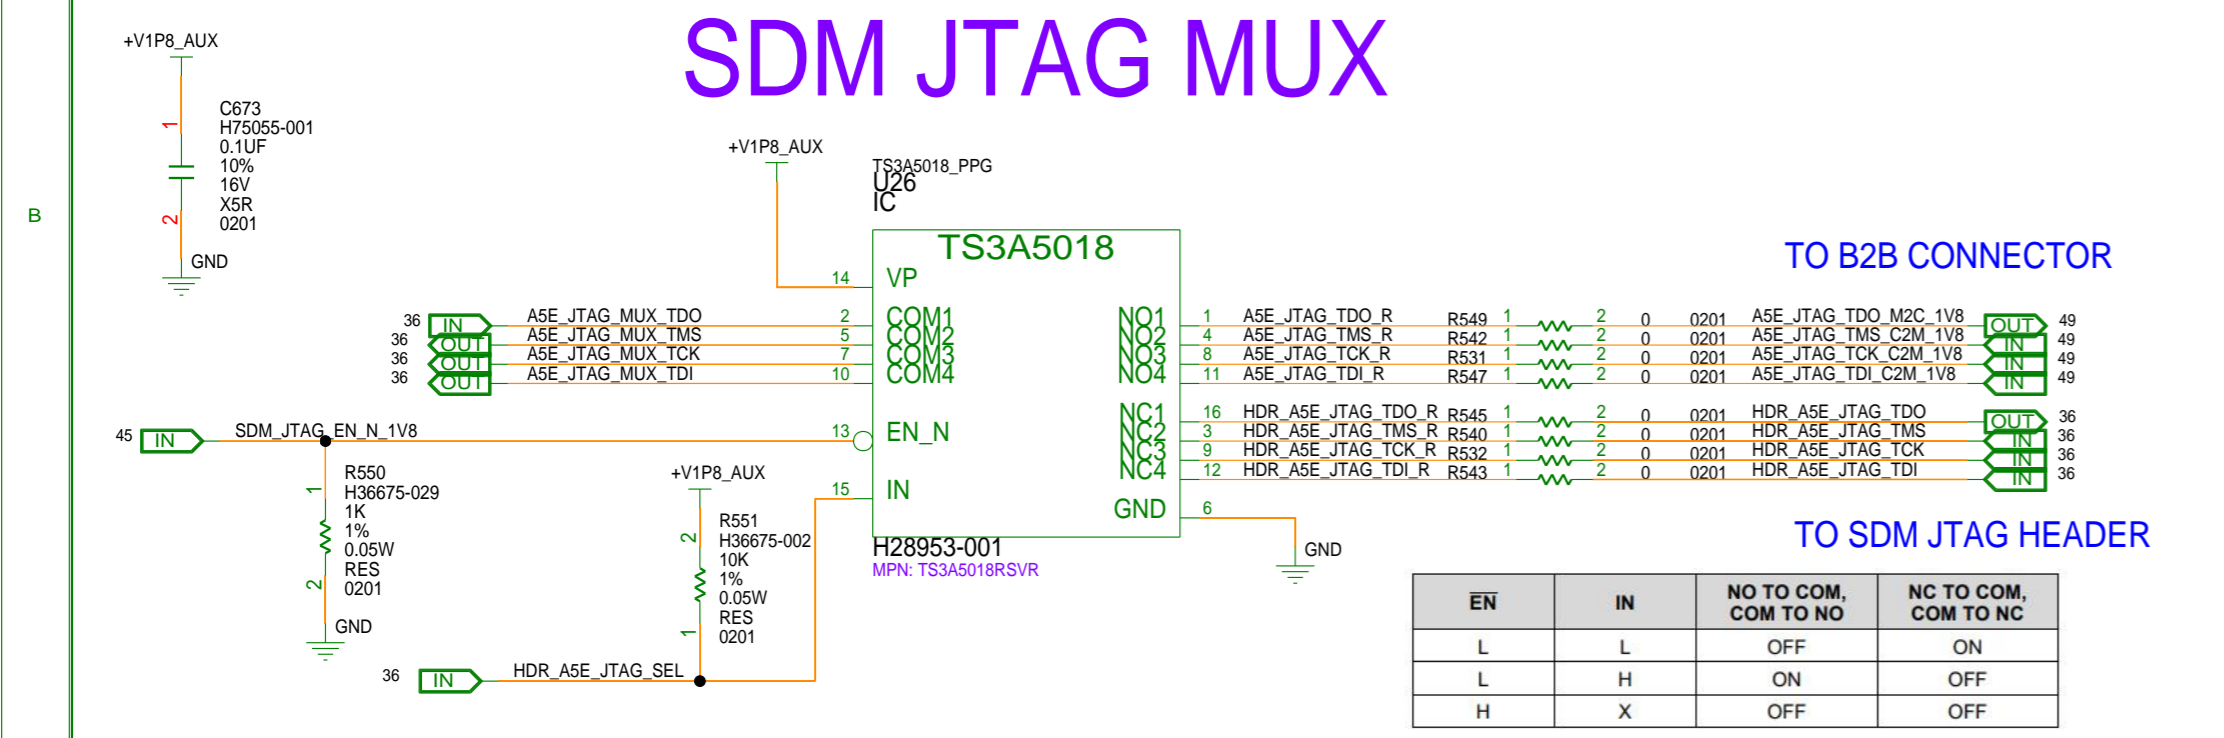 SDM JTAG MUX
+V1P8_AUX
1
C673
H75055-001
0.1UF
10%
16V
X5R
0201
2
GND
B
+V1P8_AUX
TS3A5018_PPG
U26
IC
TS3A5018
14 VP
TO B2B CONNECTOR
36 IN A5E_JTAG_MUX_TDO 2 COM1 NO1 1 A5E_JTAG_TDO_R R549 1 2 0 0201 A5E_JTAG_TDO_M2C_1V8 OUT 49
36 OUT A5E_JTAG_MUX_TMS 5 COM2 NO2 4 A5E_JTAG_TMS_R R542 1 2 0 0201 A5E_JTAG_TMS_C2M_1V8 IN 49
36 OUT A5E_JTAG_MUX_TCK 7 COM3 NO3 8 A5E_JTAG_TCK_R R531 1 2 0 0201 A5E_JTAG_TCK_C2M_1V8 IN 49
36 OUT A5E_JTAG_MUX_TDI 10 COM4 NO4 11 A5E_JTAG_TDI_R R547 1 2 0 0201 A5E_JTAG_TDI_C2M_1V8 IN 49
NC1 16 HDR_A5E_JTAG_TDO_R R545 1 2 0 0201 HDR_A5E_JTAG_TDO OUT 36
45 IN SDM_JTAG_EN_N_1V8 13 EN_N NC2 3 HDR_A5E_JTAG_TMS_R R540 1 2 0 0201 HDR_A5E_JTAG_TMS IN 36
NC3 9 HDR_A5E_JTAG_TCK_R R532 1 2 0 0201 HDR_A5E_JTAG_TCK IN 36
NC4 12 HDR_A5E_JTAG_TDI_R R543 1 2 0 0201 HDR_A5E_JTAG_TDI IN 36
15 IN
GND 6
GND
TO SDM JTAG HEADER
H28953-001
MPN: TS3A5018RSVR
1
R550
H36675-029
1K
1%
0.05W
RES
0201
2
GND
+V1P8_AUX
2
R551
H36675-002
10K
1%
0.05W
RES
0201
1
36 IN HDR_A5E_JTAG_SEL
EN IN NO TO COM, COM TO NO NC TO COM, COM TO NC
L L OFF ON
L H ON OFF
H X OFF OFF